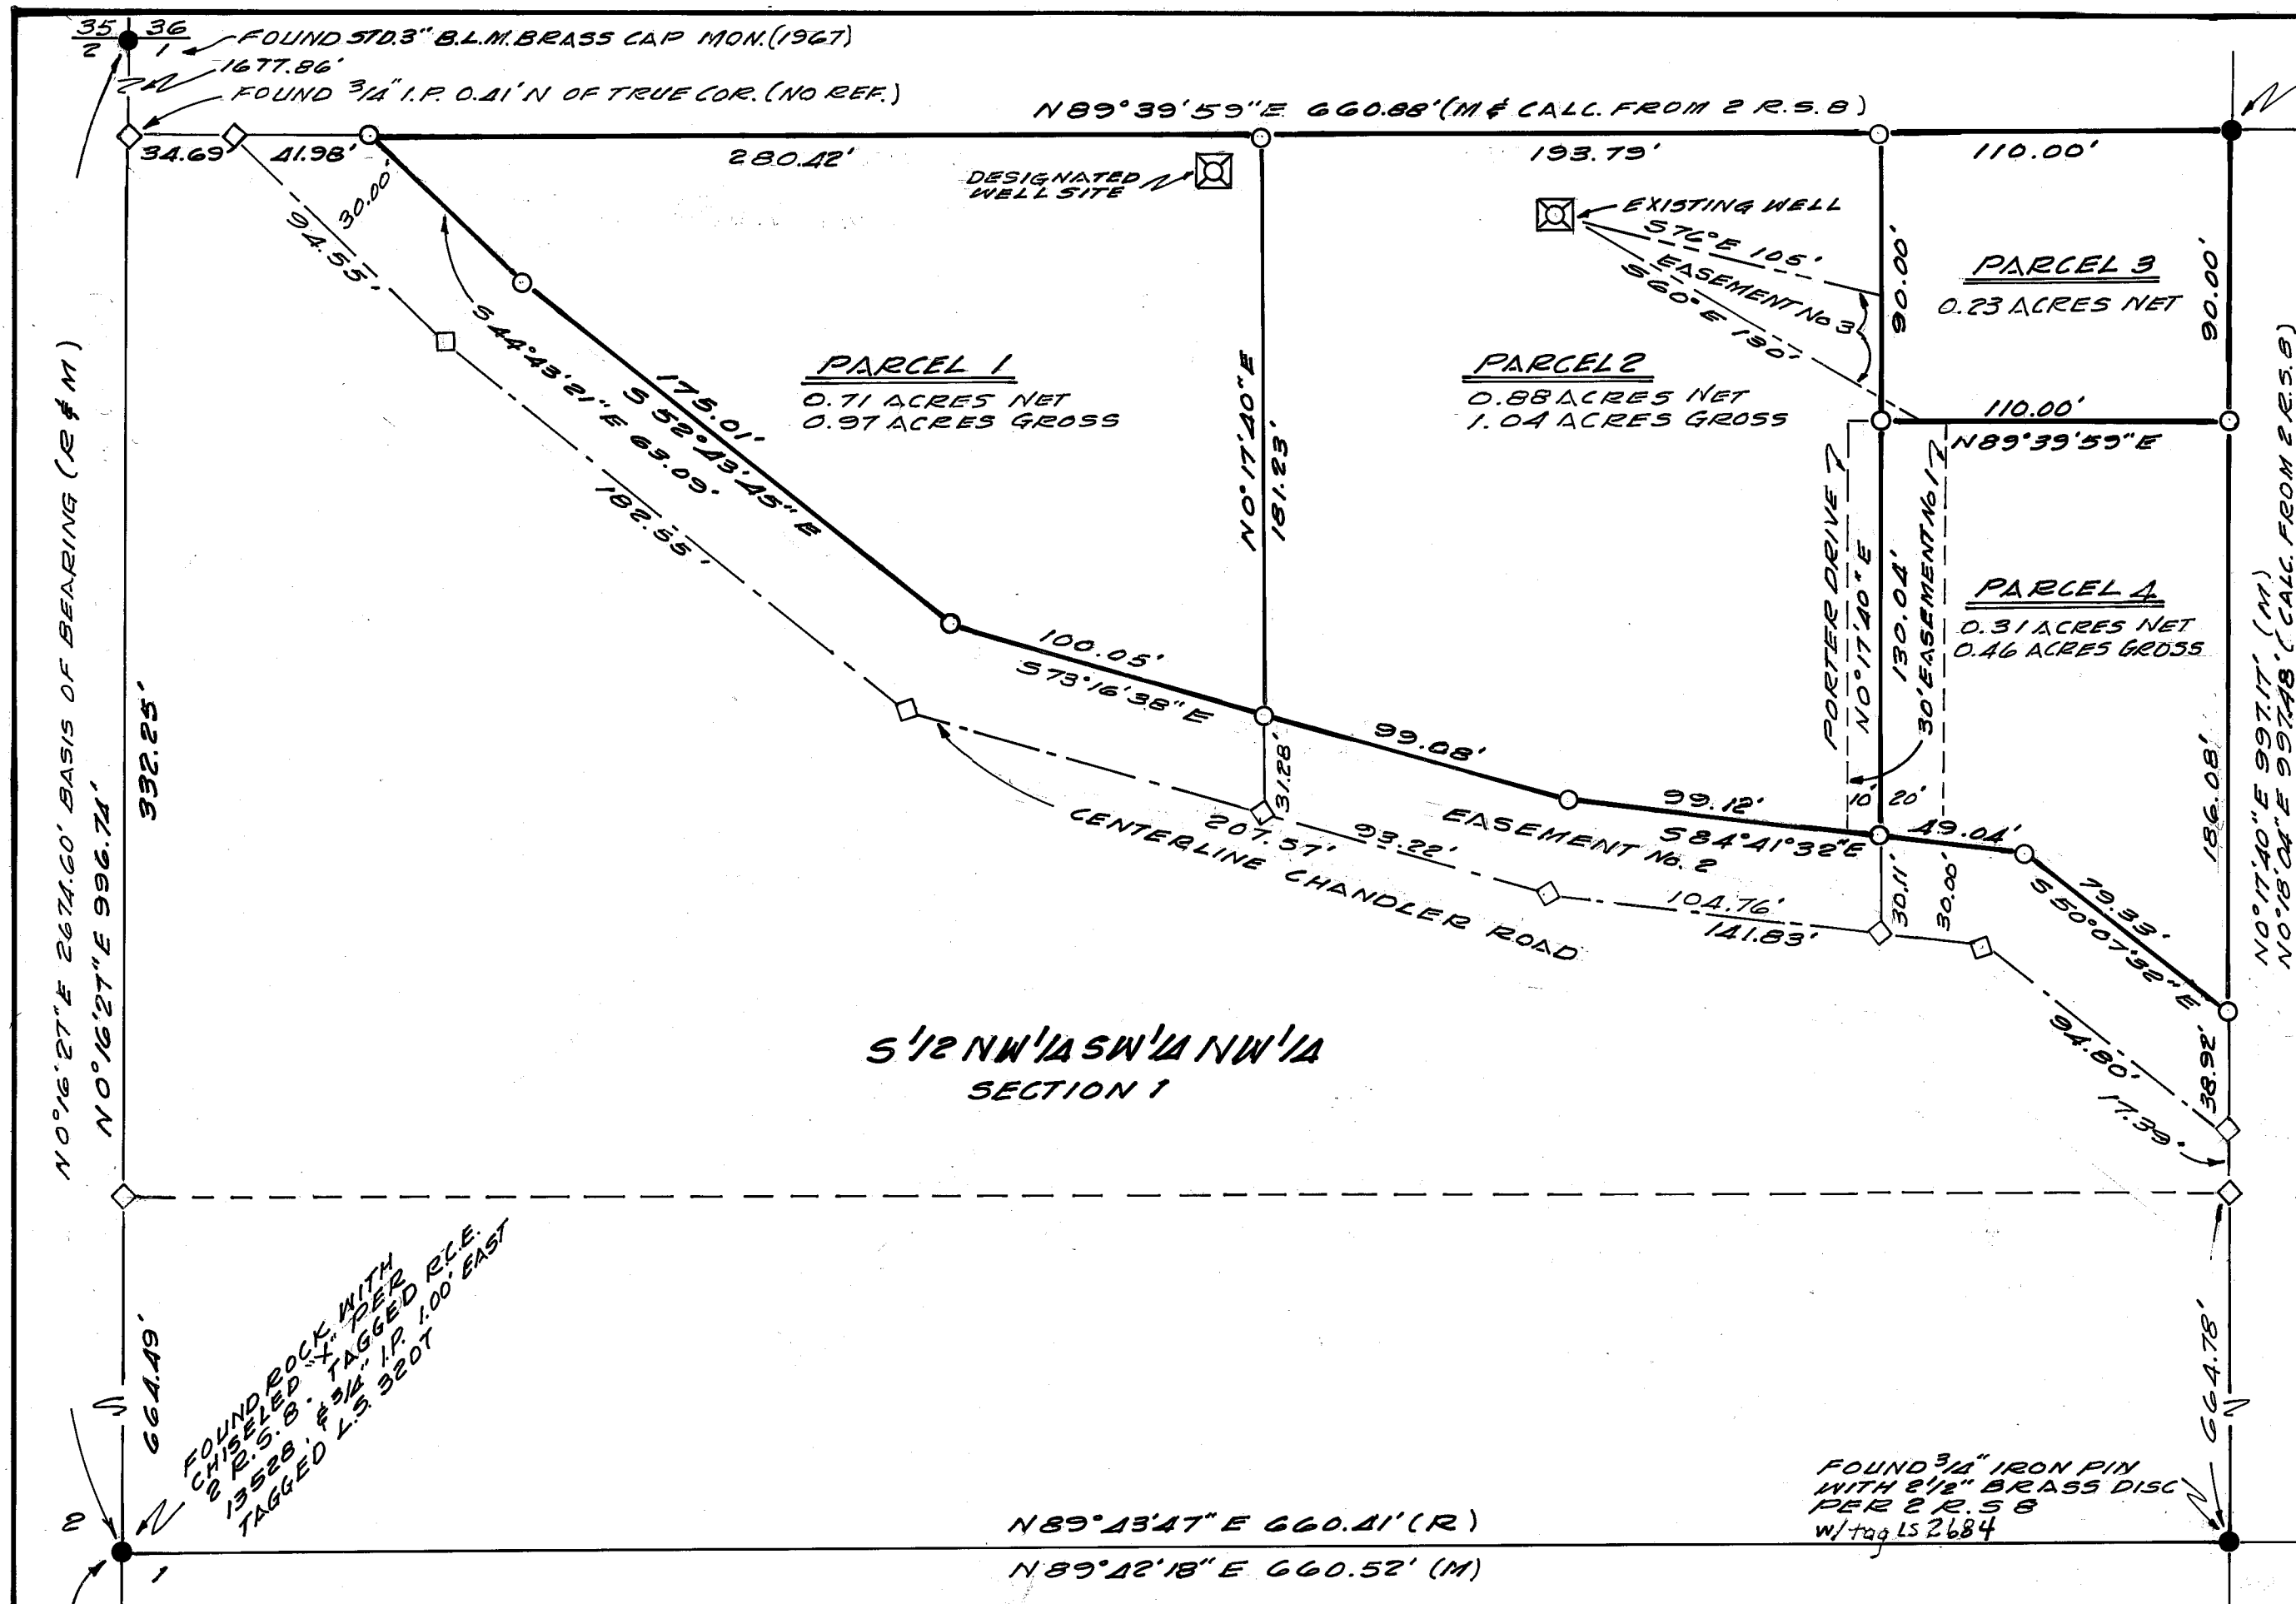 35 36
2 1
FOUND STD. 3" B.L.M. BRASS CAP MON. (1967)
1677.86'
FOUND 3/4" I.P. 0.41' N OF TRUE COR. (NO REF.)
N89°39'59"E 660.88' (M & CALC. FROM 2 R.S. 8)
34.69'
41.98'
280.42'
193.79'
110.00'
30.00'
94.55'
DESIGNATED
WELL SITE
EXISTING WELL
S76°E 105'
EASEMENT No 3
S60°E 130'
90.00'
PARCEL 3
0.23 ACRES NET
90.00'
S44°43'21"E 63.09'
175.01'
S52°43'45"E
182.55'
PARCEL 1
0.71 ACRES NET
0.97 ACRES GROSS
N0°17'40"E
181.23'
PARCEL 2
0.88 ACRES NET
1.04 ACRES GROSS
110.00'
N89°39'59"E
PORTER DRIVE
N0°17'40"E
130.04'
30' EASEMENT No 1
PARCEL 4
0.31 ACRES NET
0.46 ACRES GROSS
N0°16'27"E 2674.60' BASIS OF BEARING (R & M)
N0°16'27"E 996.74'
332.25'
100.05'
S73°16'38"E
99.08'
31.28'
99.12'
S84°41°32"E
10' 20'
49.04'
EASEMENT No. 2
207.57'
93.22'
CENTERLINE CHANDLER ROAD
104.76'
141.83'
30.11'
30.00'
79.33'
S50°07'32"E
186.08'
N0°17'40"E 997.17' (M)
N0°18'04"E 997.48' (CALC. FROM 2 R.S. 8)
94.80'
38.92'
17.39'
S 1/2 NW 1/4 SW 1/4 NW 1/4
SECTION 1
FOUND ROCK WITH
CHISELED "X" PER
2 R.S. 8. TAGGED R.C.E.
13528, & 3/4" I.P. 1.00' EAST
TAGGED L.S. 3207
664.49'
664.78'
FOUND 3/4" IRON PIN
WITH 2 1/2" BRASS DISC
PER 2 R.S 8
w/tag LS 2684
2
1
N89°43'47"E 660.41' (R)
N89°42'18"E 660.52' (M)